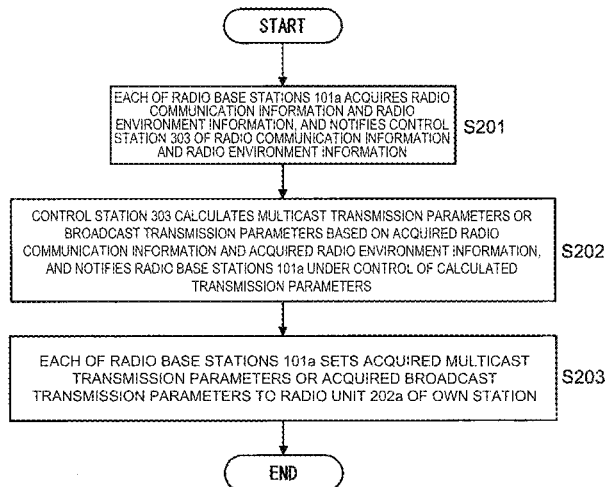 START
EACH OF RADIO BASE STATIONS 101a ACQUIRES RADIO
COMMUNICATION INFORMATION AND RADIO
ENVIRONMENT INFORMATION, AND NOTIFIES CONTROL
STATION 303 OF RADIO COMMUNICATION INFORMATION
AND RADIO ENVIRONMENT INFORMATION
S201
CONTROL STATION 303 CALCULATES MULTICAST TRANSMISSION PARAMETERS OR
BROADCAST TRANSMISSION PARAMETERS BASED ON ACQUIRED RADIO
COMMUNICATION INFORMATION AND ACQUIRED RADIO ENVIRONMENT INFORMATION,
AND NOTIFIES RADIO BASE STATIONS 101a UNDER CONTROL OF CALCULATED
TRANSMISSION PARAMETERS
S202
EACH OF RADIO BASE STATIONS 101a SETS ACQUIRED MULTICAST
TRANSMISSION PARAMETERS OR ACQUIRED BROADCAST
TRANSMISSION PARAMETERS TO RADIO UNIT 202a OF OWN STATION
S203
END